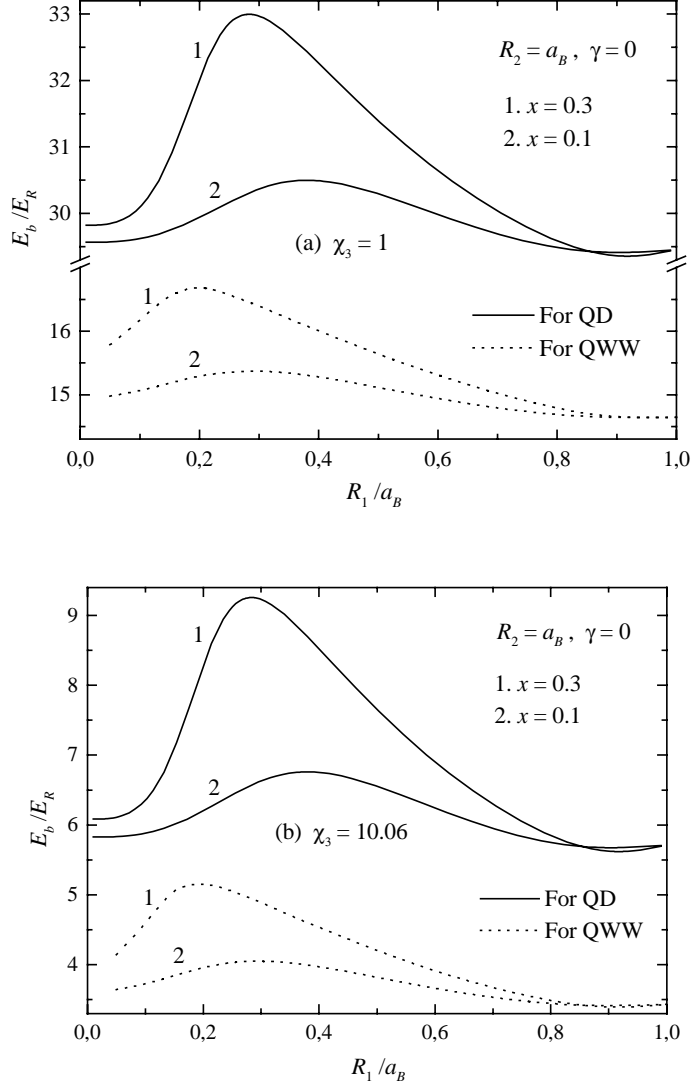 33
32
31
30
16
15
E_b/E_R
1
2
1
2
R_2 = a_B , γ = 0
1. x = 0.3
2. x = 0.1
(a) χ_3 = 1
For QD
For QWW
0,0 0,2 0,4 0,6 0,8 1,0
R_1/a_B
9
8
7
6
5
4
E_b/E_R
1
2
1
2
R_2 = a_B , γ = 0
1. x = 0.3
2. x = 0.1
(b) χ_3 = 10.06
For QD
For QWW
0,0 0,2 0,4 0,6 0,8 1,0
R_1/a_B